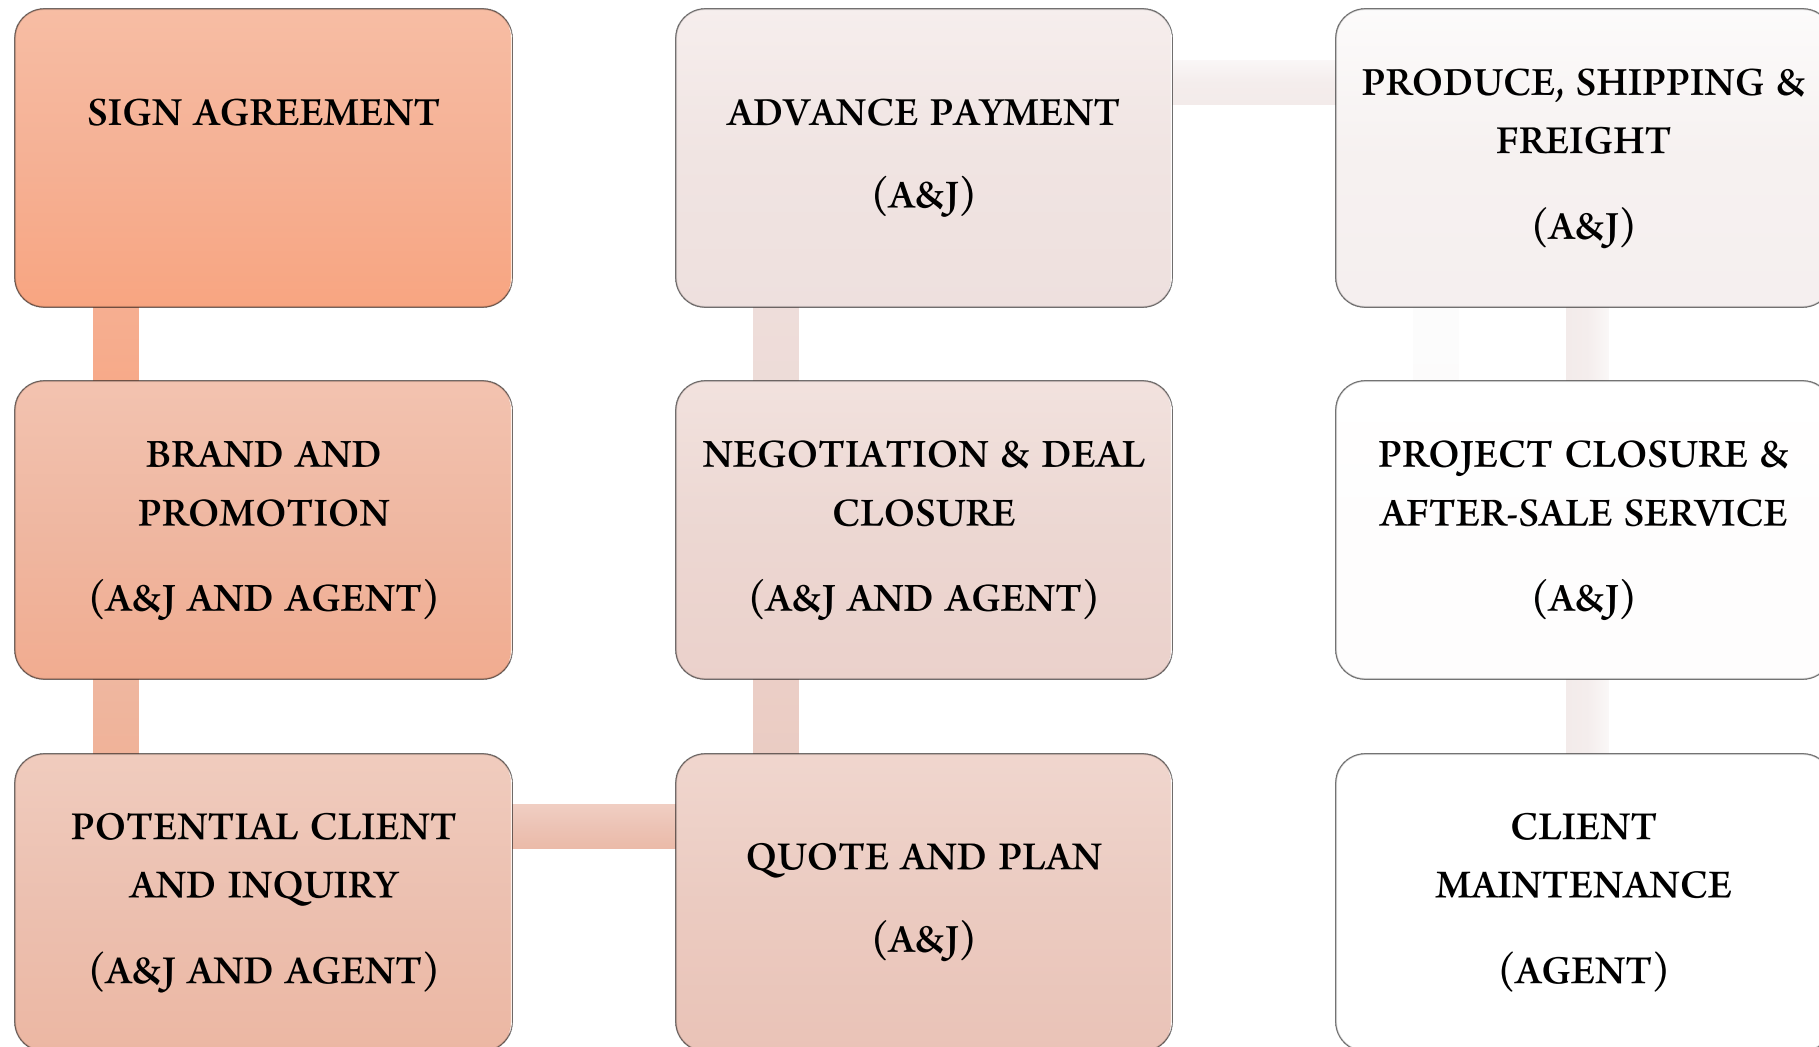 SIGN AGREEMENT
BRAND AND
PROMOTION
(A&J AND AGENT)
POTENTIAL CLIENT
AND INQUIRY
(A&J AND AGENT)
QUOTE AND PLAN
(A&J)
NEGOTIATION & DEAL
CLOSURE
(A&J AND AGENT)
ADVANCE PAYMENT
(A&J)
PRODUCE, SHIPPING &
FREIGHT
(A&J)
PROJECT CLOSURE &
AFTER-SALE SERVICE
(A&J)
CLIENT
MAINTENANCE
(AGENT)